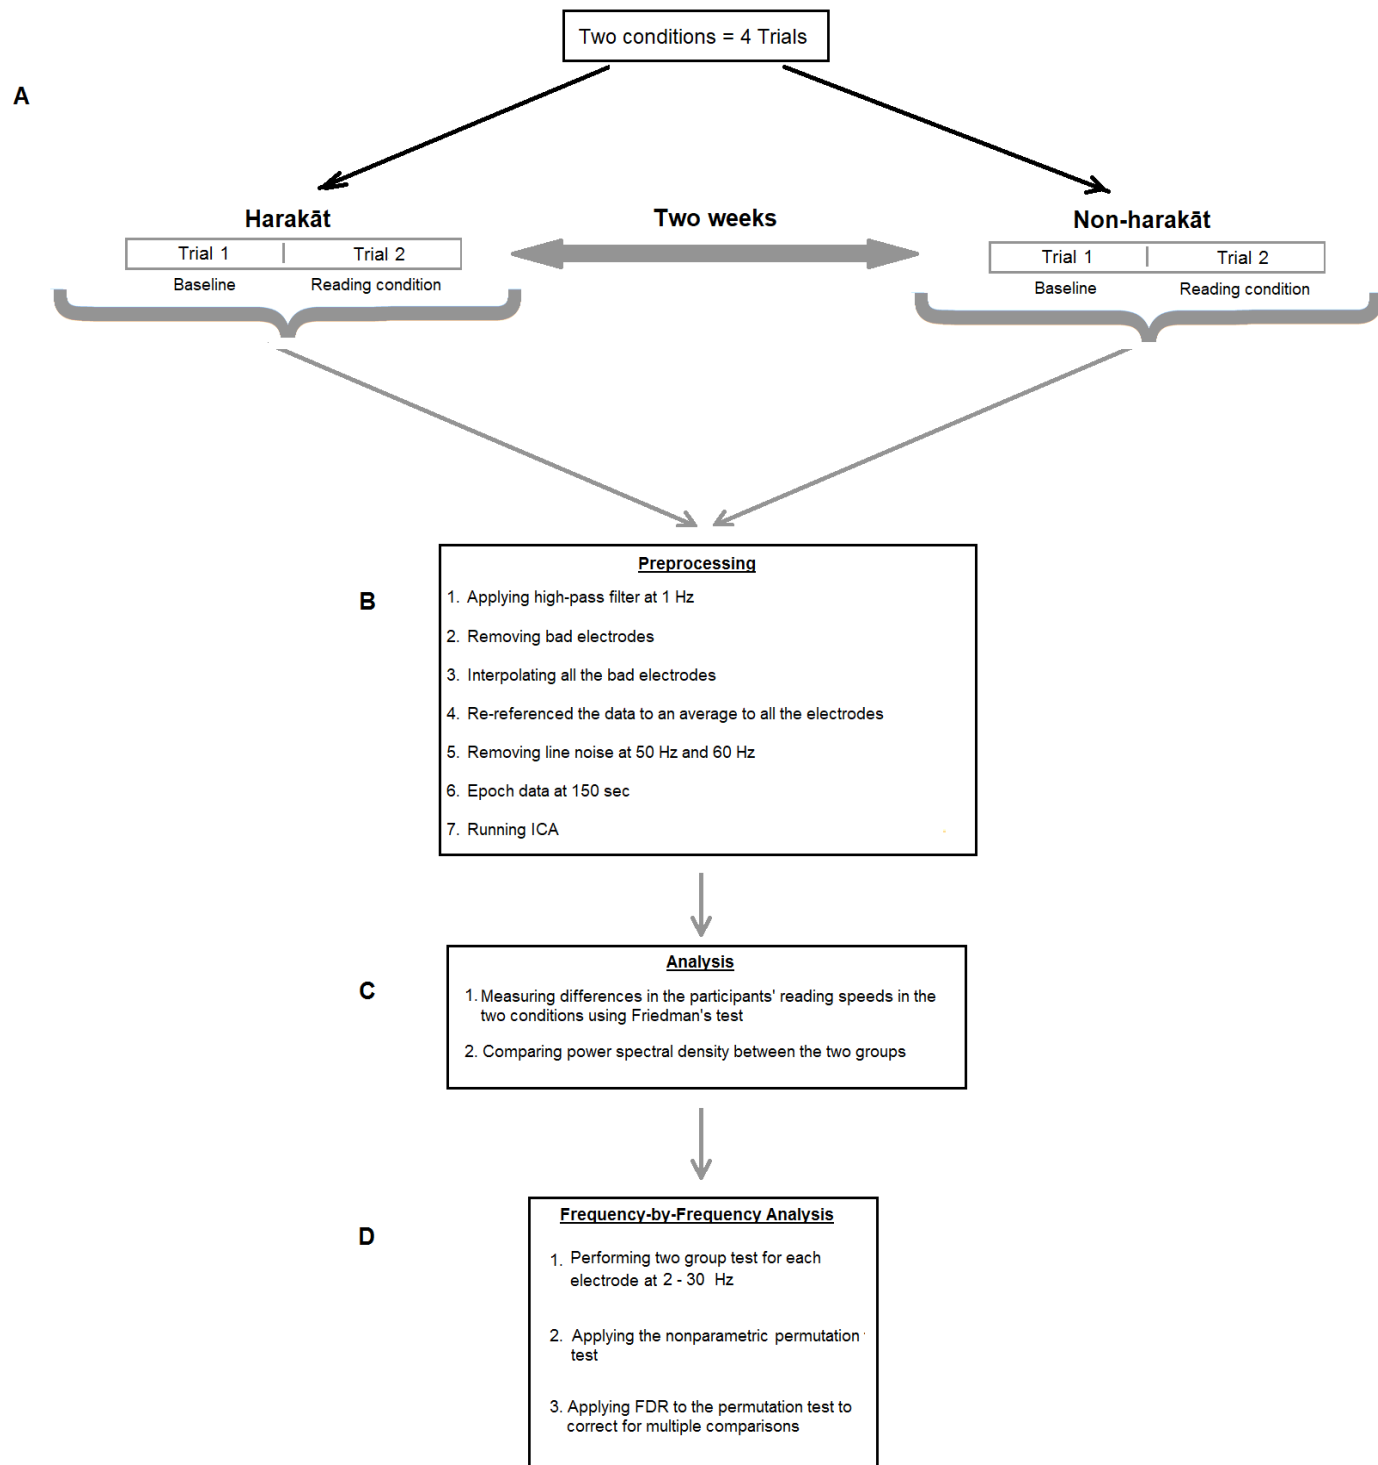 Two conditions = 4 Trials
A
Harakāt
Two weeks
Non-harakāt
Trial 1 | Trial 2
Trial 1 | Trial 2
Baseline Reading condition
Baseline Reading condition
B
Preprocessing
1. Applying high-pass filter at 1 Hz
2. Removing bad electrodes
3. Interpolating all the bad electrodes
4. Re-referenced the data to an average to all the electrodes
5. Removing line noise at 50 Hz and 60 Hz
6. Epoch data at 150 sec
7. Running ICA
C
Analysis
1. Measuring differences in the participants' reading speeds in the
two conditions using Friedman's test
2. Comparing power spectral density between the two groups
D
Frequency-by-Frequency Analysis
1. Performing two group test for each
electrode at 2 - 30 Hz
2. Applying the nonparametric permutation
test
3. Applying FDR to the permutation test to
correct for multiple comparisons